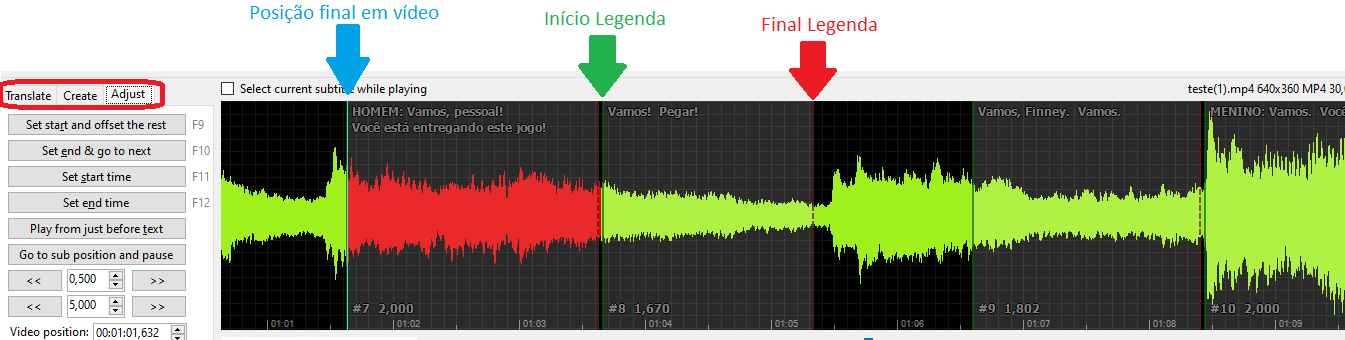 Posição final em vídeo
Início Legenda
Final Legenda
Translate Create Adjust
Select current subtitle while playing
teste(1).mp4 640x360 MP4 30,
Set start and offset the rest F9
Set end & go to next F10
Set start time F11
Set end time F12
Play from just before text
Go to sub position and pause
<< 0,500 >>
<< 5,000 >>
Video position: 00:01:01,632
HOMEM: Vamos, pessoal!
Você está entregando este jogo!
Vamos! Pegar!
Vamos, Finney. Vamos.
MENINO: Vamos. Você
#7 2,000
#8 1,670
#9 1,802
#10 2,000
01:01 01:02 01:03 01:04 01:05 01:06 01:07 01:08 01:09